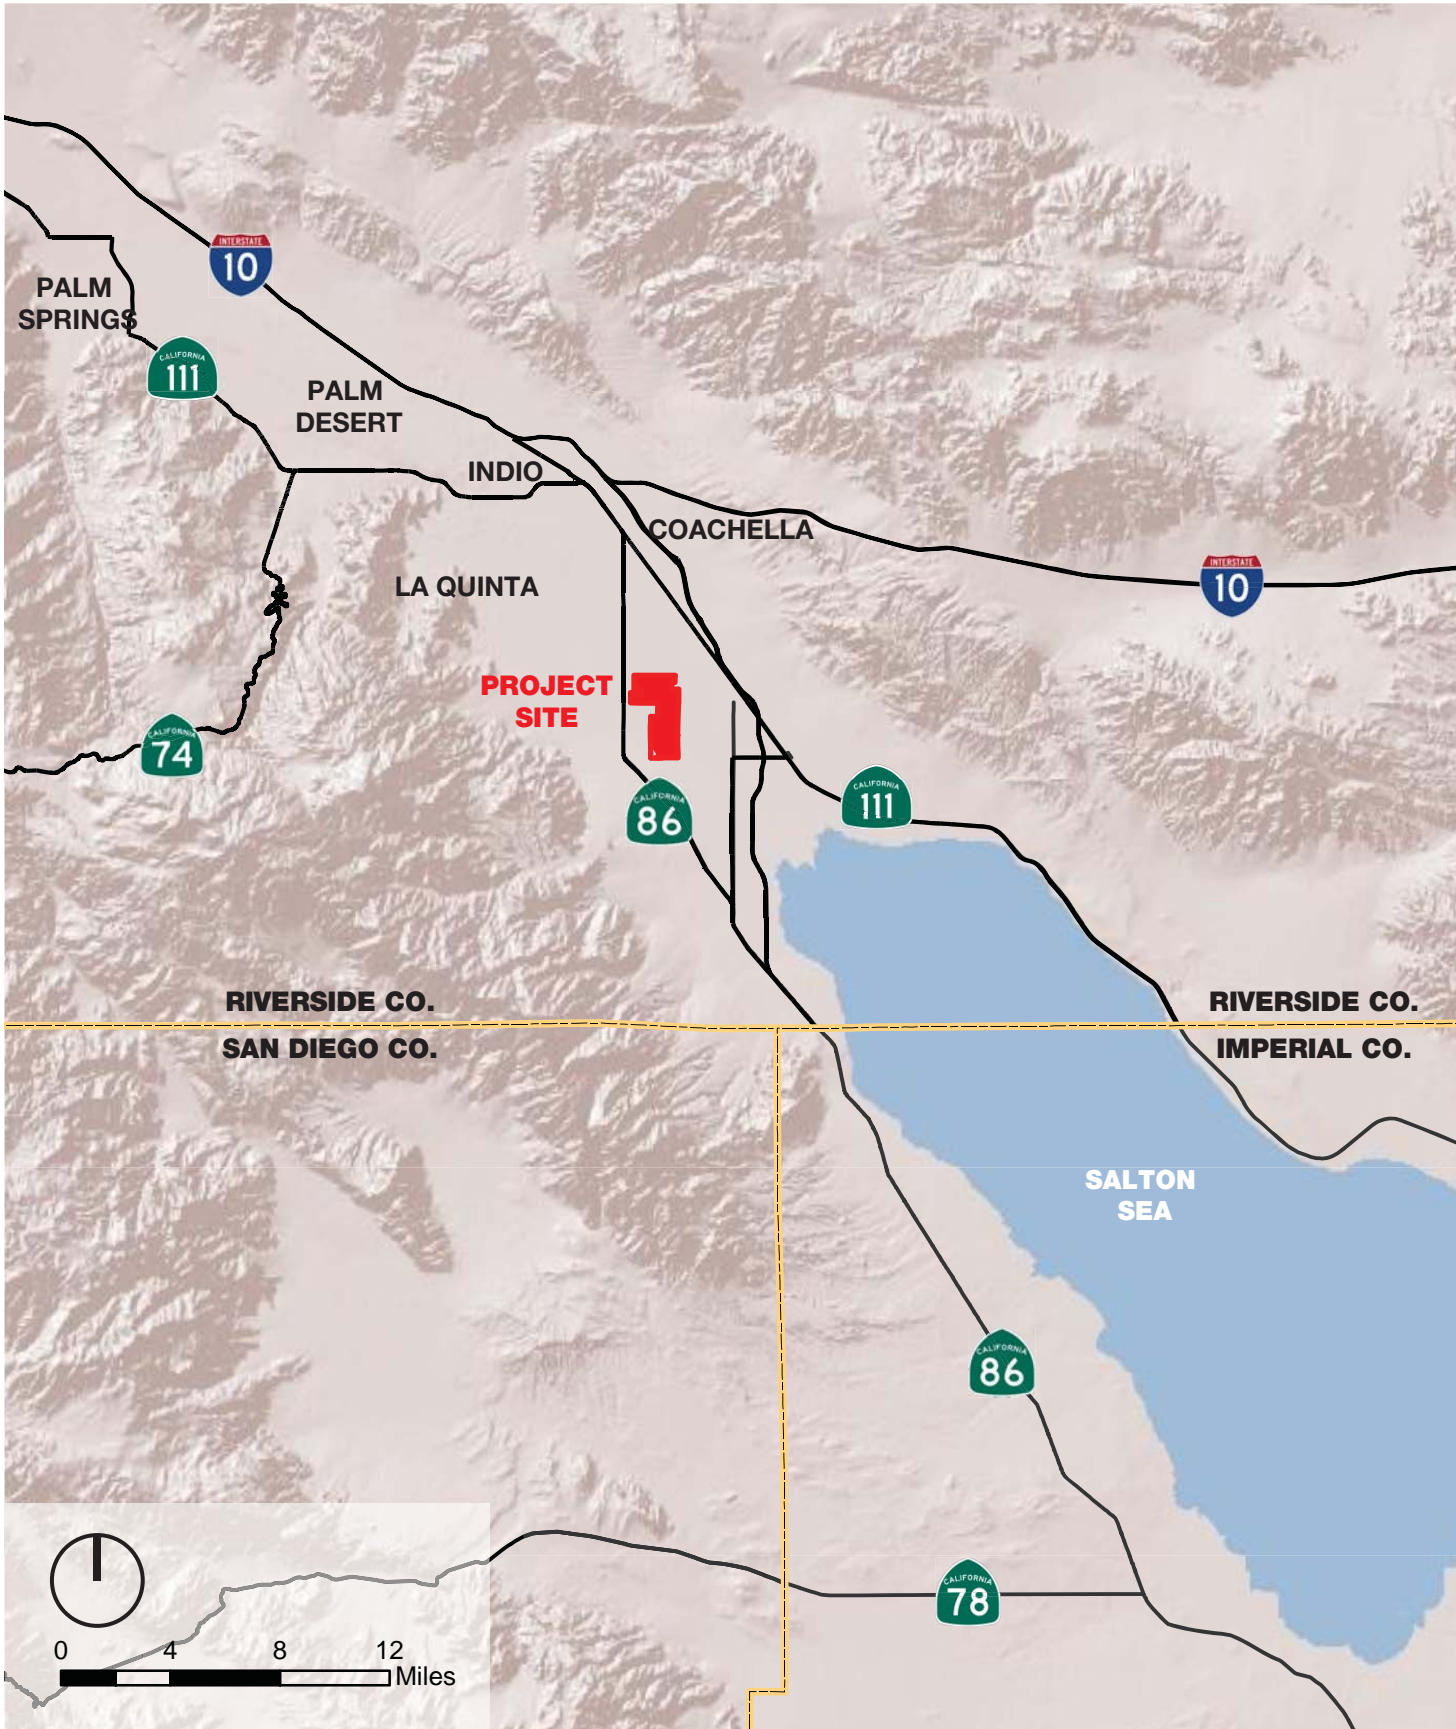 INTERSTATE
10
PALM
SPRINGS
CALIFORNIA
111
PALM
DESERT
INDIO
COACHELLA
INTERSTATE
10
LA QUINTA
PROJECT
SITE
CALIFORNIA
74
CALIFORNIA
86
CALIFORNIA
111
RIVERSIDE CO.
RIVERSIDE CO.
SAN DIEGO CO.
IMPERIAL CO.
SALTON
SEA
CALIFORNIA
86
CALIFORNIA
78
0 4 8 12
Miles